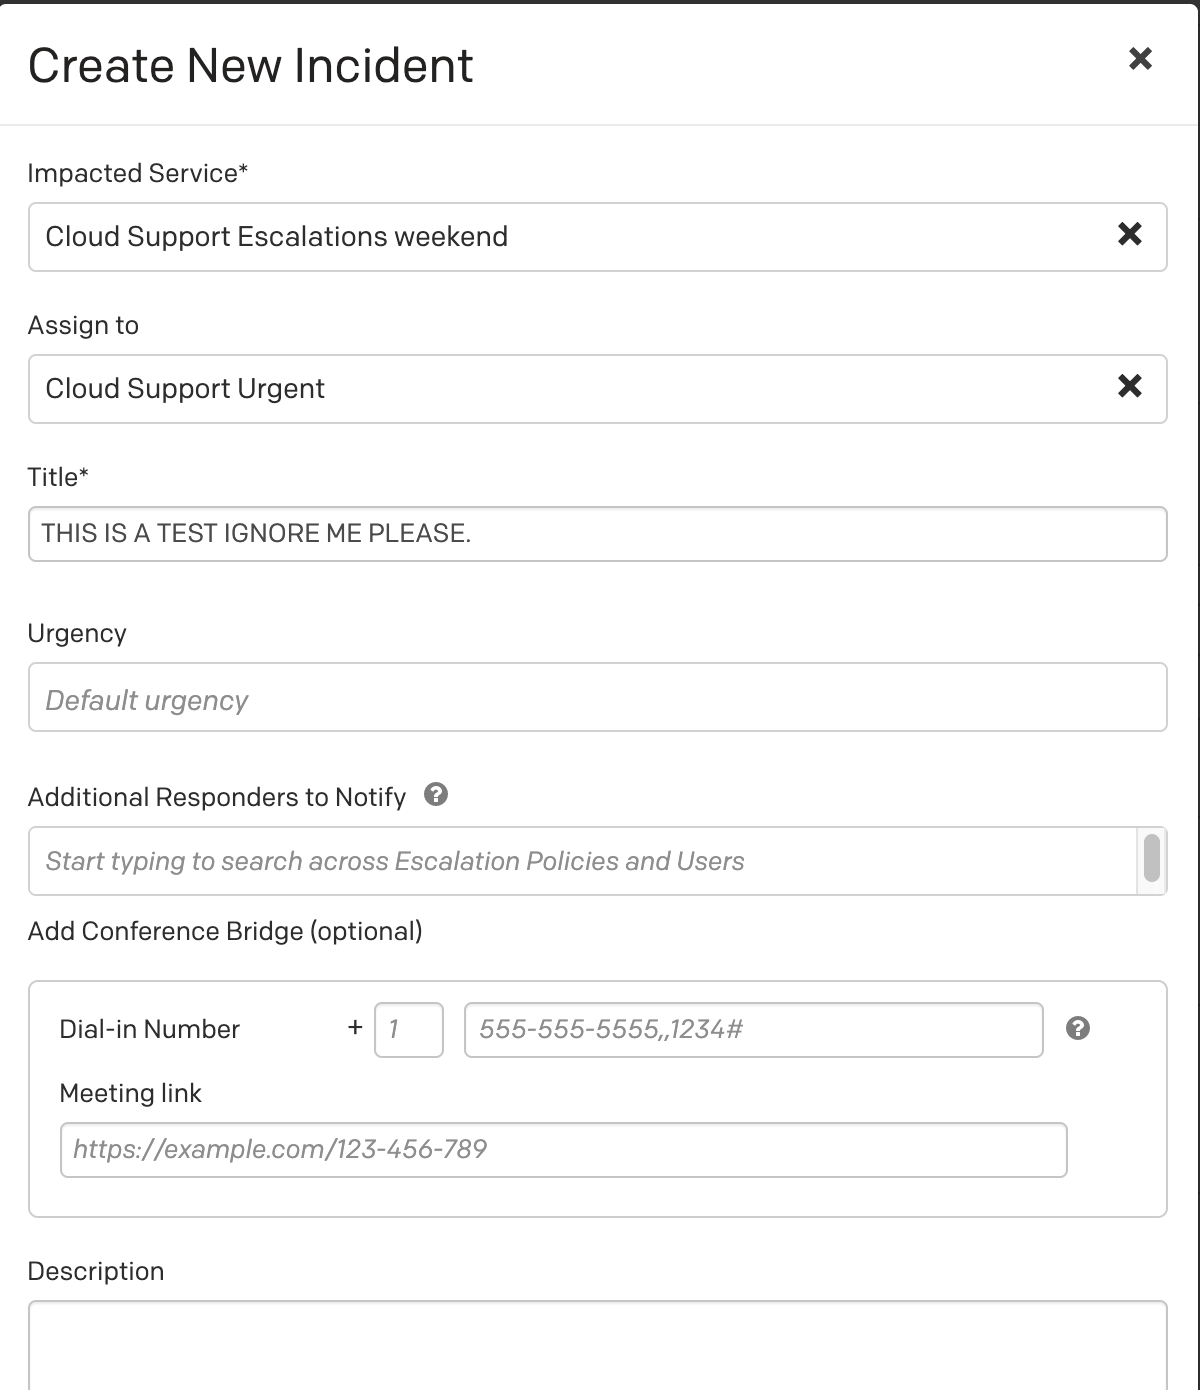 Create New Incident
Impacted Service*
Cloud Support Escalations weekend
Assign to
Cloud Support Urgent
Title*
THIS IS A TEST IGNORE ME PLEASE.
Urgency
Default urgency
Additional Responders to Notify
Start typing to search across Escalation Policies and Users
Add Conference Bridge (optional)
Dial-in Number + 1 555-555-5555,,1234#
Meeting link
https://example.com/123-456-789
Description